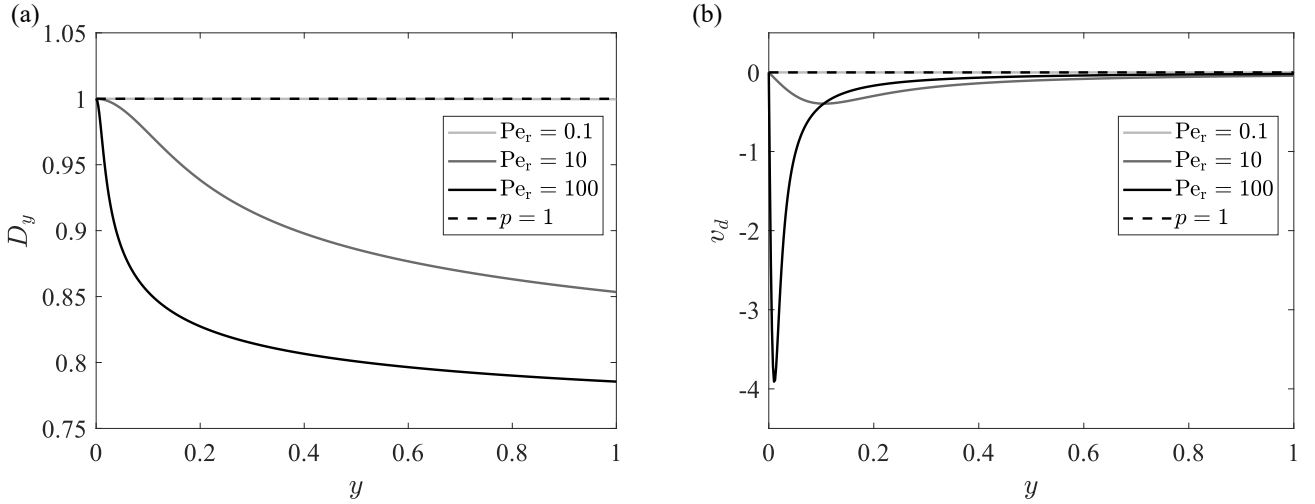 (a)
1.05
1
0.95
0.9
0.85
0.8
0.75
D_y
0
0.2
0.4
0.6
0.8
1
y
Pe_r = 0.1
Pe_r = 10
Pe_r = 100
p = 1
(b)
0
-1
-2
-3
-4
v_d
0
0.2
0.4
0.6
0.8
1
y
Pe_r = 0.1
Pe_r = 10
Pe_r = 100
p = 1